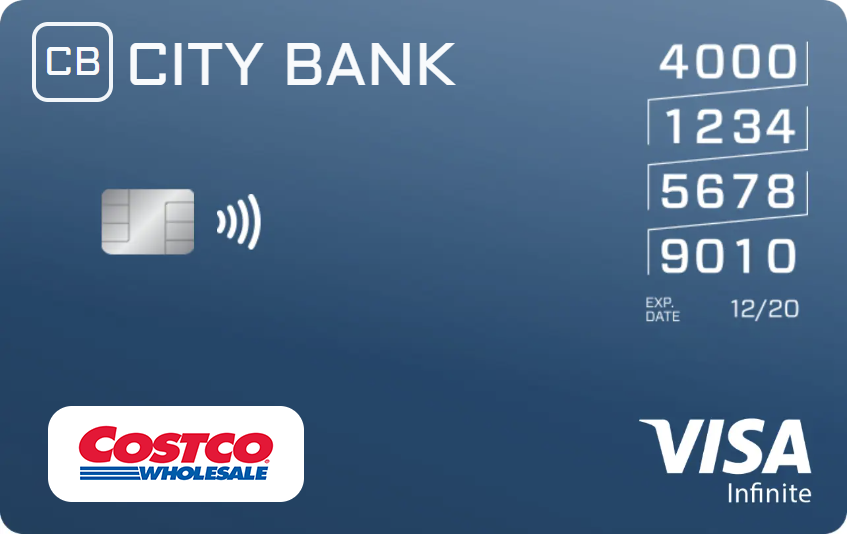 CB CITY BANK
4000
1234
5678
9010
EXP. DATE 12/20
COSTCO
WHOLESALE
VISA
Infinite